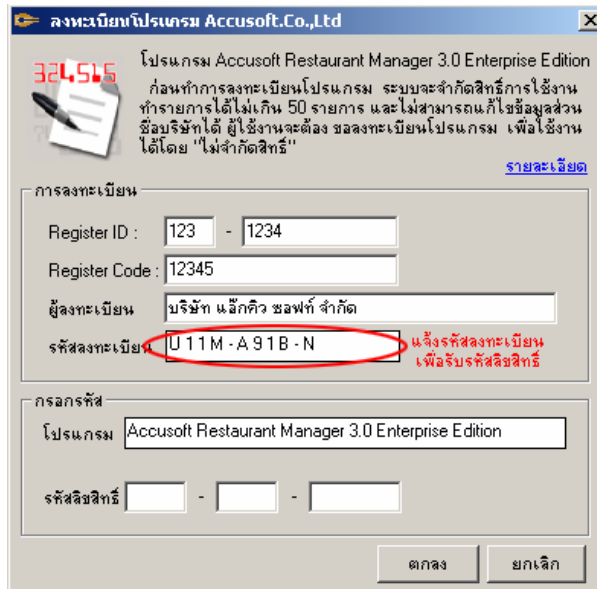 ลงทะเบียนโปรแกรม Accusoft.Co.,Ltd
324,515
โปรแกรม Accusoft Restaurant Manager 3.0 Enterprise Edition
ก่อนทำการลงทะเบียนโปรแกรม ระบบจะจำกัดสิทธิ์การใช้งาน
ทำรายการได้ไม่เกิน 50 รายการ และไม่สามารถแก้ไขข้อมูลส่วน
ชื่อบริษัทได้ ผู้ใช้งานจะต้อง ขอลงทะเบียนโปรแกรม เพื่อใช้งาน
ได้โดย "ไม่จำกัดสิทธิ์"
รายละเอียด
การลงทะเบียน
Register ID : 123 - 1234
Register Code : 12345
ผู้ลงทะเบียน บริษัท แอ๊กคิว ซอฟท์ จำกัด
รหัสลงทะเบียน U 1 1 M - A 9 1 B - N แจ้งรหัสลงทะเบียน
เพื่อรับรหัสลิขสิทธิ์
กรอกรหัส
โปรแกรม Accusoft Restaurant Manager 3.0 Enterprise Edition
รหัสลิขสิทธิ์ - -
ตกลง ยกเลิก